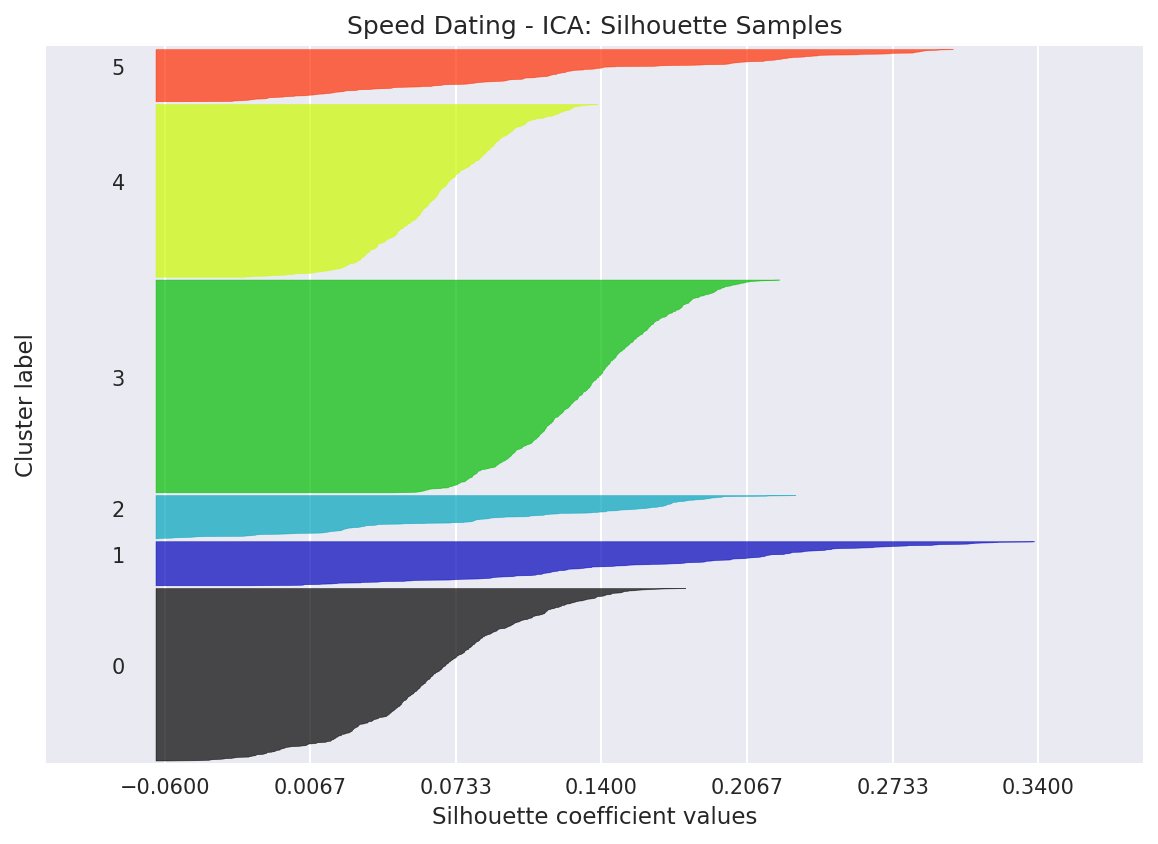 Speed Dating - ICA: Silhouette Samples
5
4
3
2
1
0
Cluster label
−0.0600 0.0067 0.0733 0.1400 0.2067 0.2733 0.3400
Silhouette coefficient values